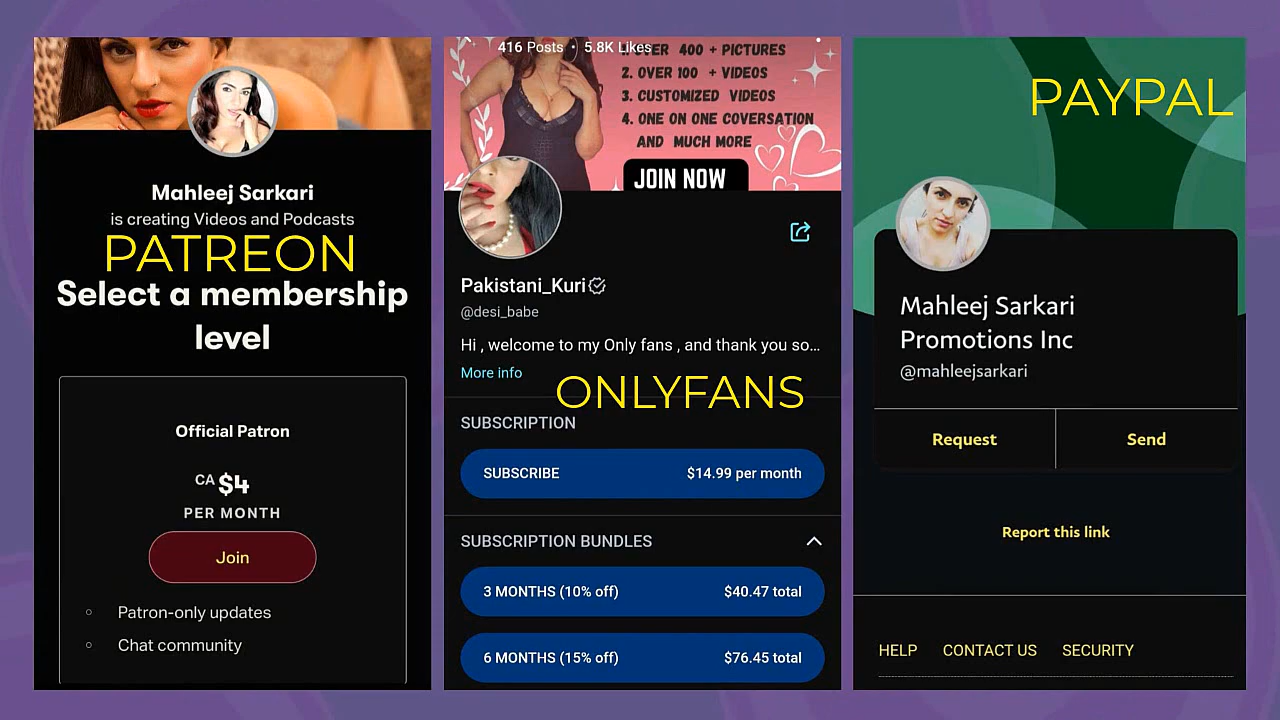 Mahleej Sarkari
is creating Videos and Podcasts
PATREON
Select a membership
level
Official Patron
CA $4
PER MONTH
Join
Patron-only updates
Chat community
416 Posts • 5.8K Likes
1. OVER 400 + PICTURES
2. OVER 100 + VIDEOS
3. CUSTOMIZED VIDEOS
4. ONE ON ONE COVERSATION
AND MUCH MORE
JOIN NOW
Pakistani_Kuri
@desi_babe
Hi , welcome to my Only fans , and thank you so...
More info
ONLYFANS
SUBSCRIPTION
SUBSCRIBE $14.99 per month
SUBSCRIPTION BUNDLES
3 MONTHS (10% off) $40.47 total
6 MONTHS (15% off) $76.45 total
PAYPAL
Mahleej Sarkari
Promotions Inc
@mahleejsarkari
Request Send
Report this link
HELP CONTACT US SECURITY